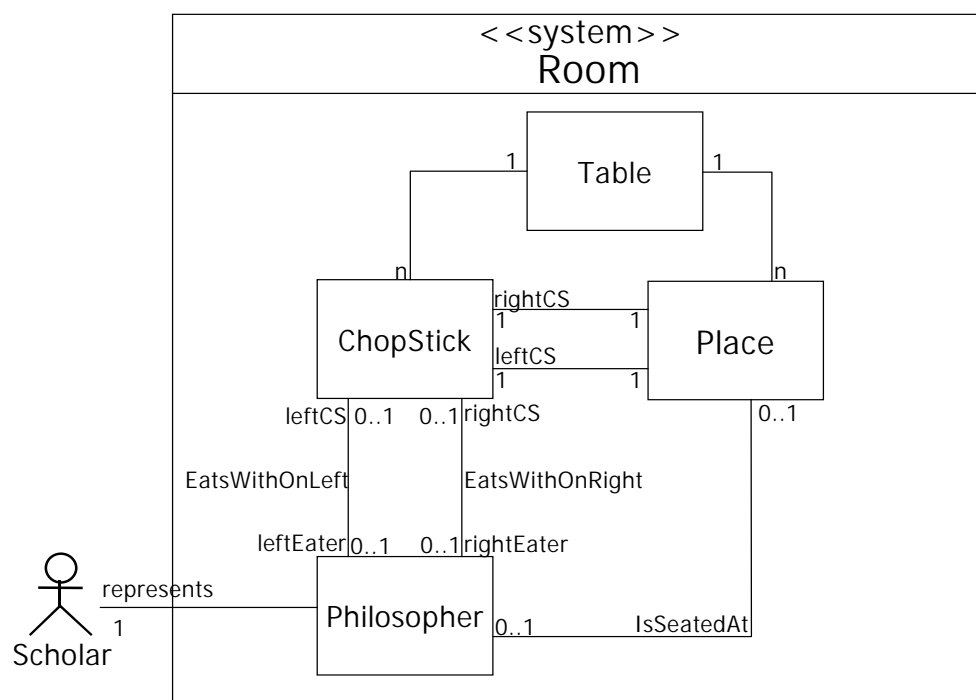 <<system>>
Room
Table
1
1
n
n
ChopStick
rightCS
1
1
leftCS
1
1
Place
leftCS
0..1
0..1
rightCS
0..1
EatsWithOnLeft
EatsWithOnRight
leftEater
0..1
0..1
rightEater
represents
1
Scholar
Philosopher
0..1
IsSeatedAt